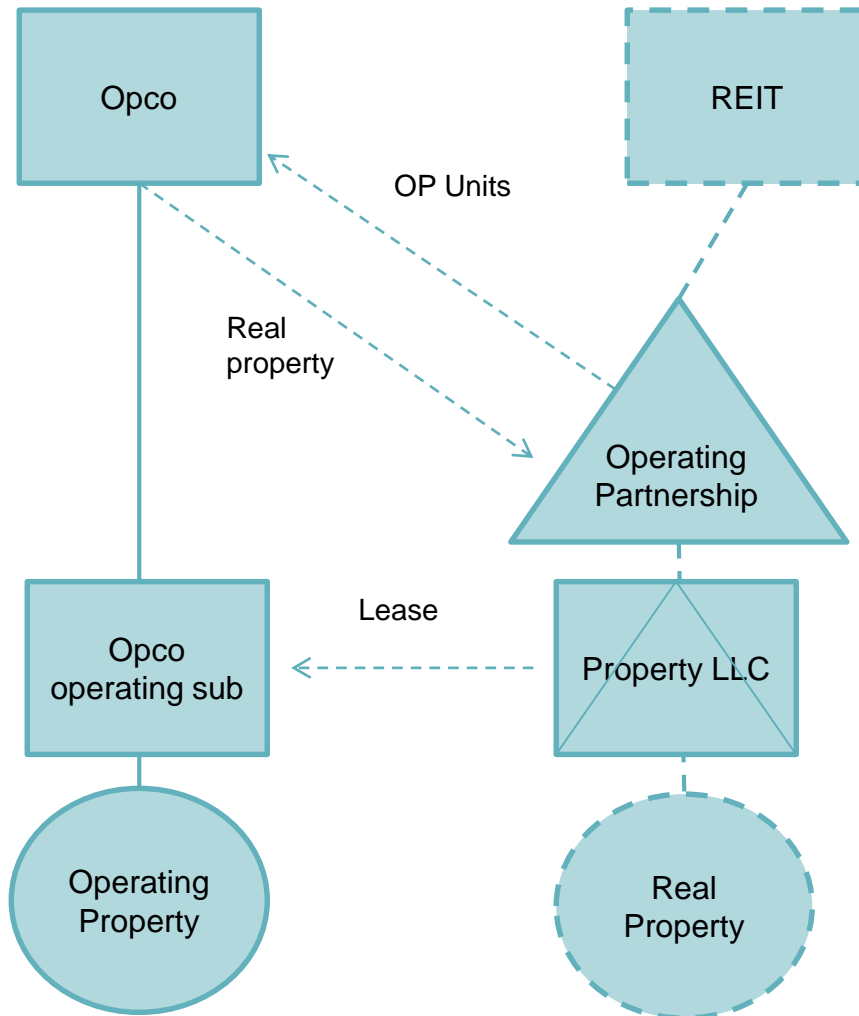 Opco
REIT
OP Units
Real
property
Operating
Partnership
Lease
Opco
operating sub
Property LLC
Operating
Property
Real
Property